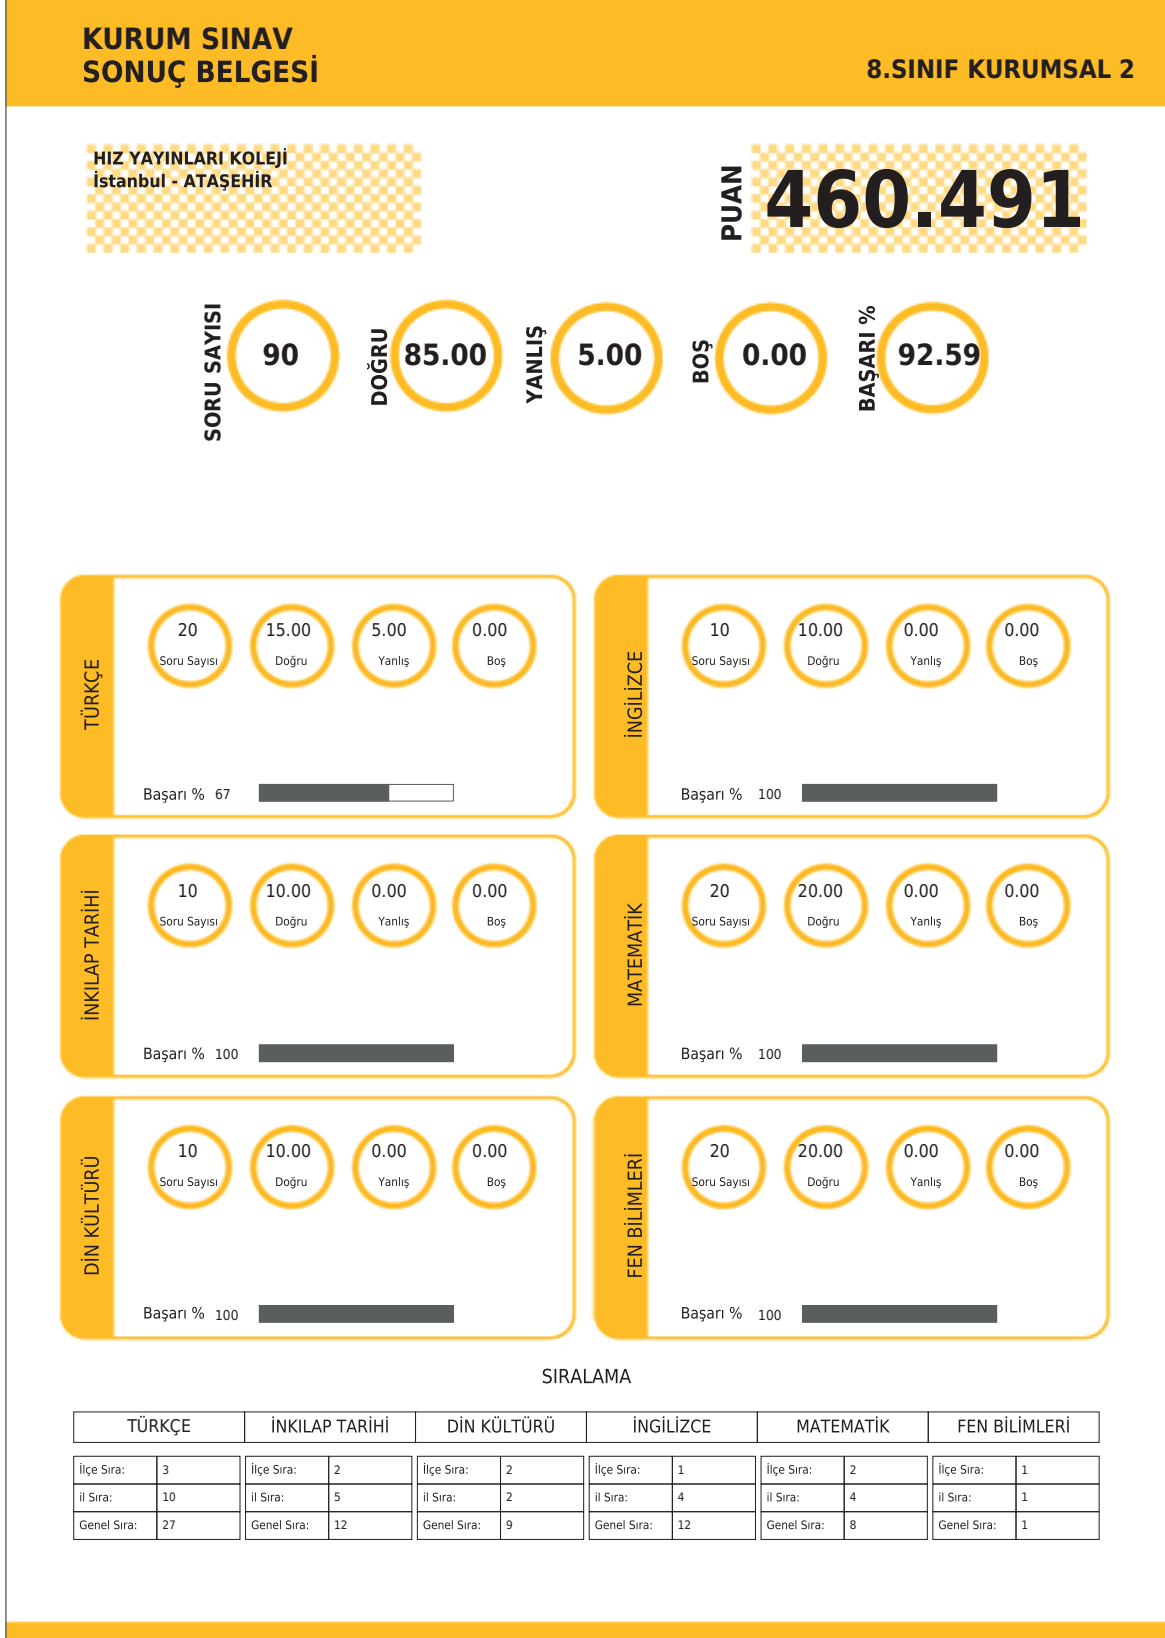 KURUM SINAV
SONUÇ BELGESİ
8.SINIF KURUMSAL 2
HIZ YAYINLARI KOLEJİ
İstanbul - ATAŞEHİR
PUAN
460.491
SORU SAYISI
90
DOĞRU
85.00
YANLIŞ
5.00
BOŞ
0.00
BAŞARI %
92.59
TÜRKÇE
20 15.00 5.00 0.00
Soru Sayısı Doğru Yanlış Boş
Başarı % 67
İNGİLİZCE
10 10.00 0.00 0.00
Soru Sayısı Doğru Yanlış Boş
Başarı % 100
İNKILAP TARİHİ
10 10.00 0.00 0.00
Soru Sayısı Doğru Yanlış Boş
Başarı % 100
MATEMATİK
20 20.00 0.00 0.00
Soru Sayısı Doğru Yanlış Boş
Başarı % 100
DİN KÜLTÜRÜ
10 10.00 0.00 0.00
Soru Sayısı Doğru Yanlış Boş
Başarı % 100
FEN BİLİMLERİ
20 20.00 0.00 0.00
Soru Sayısı Doğru Yanlış Boş
Başarı % 100
SIRALAMA
TÜRKÇE İNKILAP TARİHİ DİN KÜLTÜRÜ İNGİLİZCE MATEMATİK FEN BİLİMLERİ
İlçe Sıra: 3 İlçe Sıra: 2 İlçe Sıra: 2 İlçe Sıra: 1 İlçe Sıra: 2 İlçe Sıra: 1
il Sıra: 10 il Sıra: 5 il Sıra: 2 il Sıra: 4 il Sıra: 4 il Sıra: 1
Genel Sıra: 27 Genel Sıra: 12 Genel Sıra: 9 Genel Sıra: 12 Genel Sıra: 8 Genel Sıra: 1